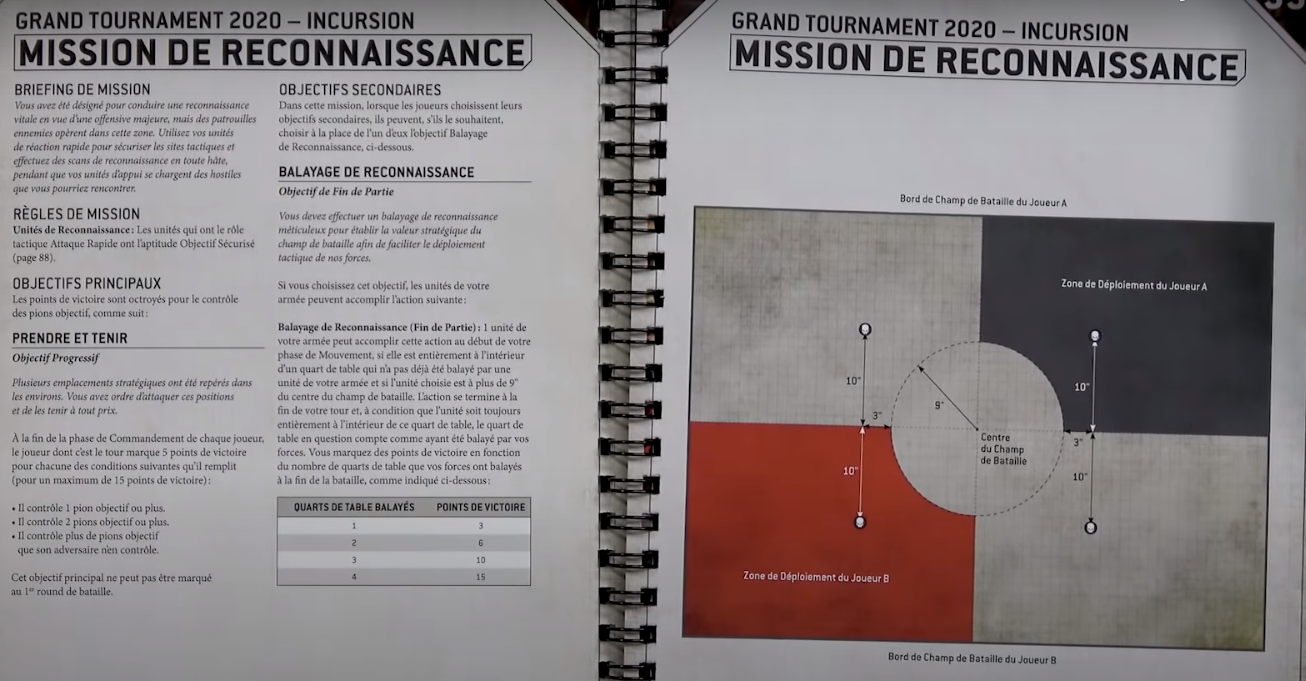 GRAND TOURNAMENT 2020 – INCURSION
MISSION DE RECONNAISSANCE
BRIEFING DE MISSION
Vous avez été désigné pour conduire une reconnaissance
vitale en vue d'une offensive majeure, mais des patrouilles
ennemies opèrent dans cette zone. Utilisez vos unités
de réaction rapide pour sécuriser les sites tactiques et
effectuez des scans de reconnaissance en toute hâte,
pendant que vos unités d'appui se chargent des hostiles
que vous pourriez rencontrer.
RÈGLES DE MISSION
Unités de Reconnaissance : Les unités qui ont le rôle
tactique Attaque Rapide ont l'aptitude Objectif Sécurisé
(page 88).
OBJECTIFS PRINCIPAUX
Les points de victoire sont octroyés pour le contrôle
des pions objectif, comme suit :
PRENDRE ET TENIR
Objectif Progressif
Plusieurs emplacements stratégiques ont été repérés dans
les environs. Vous avez ordre d'attaquer ces positions
et de les tenir à tout prix.
À la fin de la phase de Commandement de chaque joueur,
le joueur dont c'est le tour marque 5 points de victoire
pour chacune des conditions suivantes qu'il remplit
(pour un maximum de 15 points de victoire) :
• Il contrôle 1 pion objectif ou plus.
• Il contrôle 2 pions objectif ou plus.
• Il contrôle plus de pions objectif
que son adversaire n'en contrôle.
Cet objectif principal ne peut pas être marqué
au 1er round de bataille.
OBJECTIFS SECONDAIRES
Dans cette mission, lorsque les joueurs choisissent leurs
objectifs secondaires, ils peuvent, s'ils le souhaitent,
choisir à la place de l'un d'eux l'objectif Balayage
de Reconnaissance, ci-dessous.
BALAYAGE DE RECONNAISSANCE
Objectif de Fin de Partie
Vous devez effectuer un balayage de reconnaissance
méticuleux pour établir la valeur stratégique du
champ de bataille afin de faciliter le déploiement
tactique de nos forces.
Si vous choisissez cet objectif, les unités de votre
armée peuvent accomplir l'action suivante :
Balayage de Reconnaissance (Fin de Partie) : 1 unité de
votre armée peut accomplir cette action au début de votre
phase de Mouvement, si elle est entièrement à l'intérieur
d'un quart de table qui n'a pas déjà été balayé par une
unité de votre armée et si l'unité choisie est à plus de 9"
du centre du champ de bataille. L'action se termine à la
fin de votre tour et, à condition que l'unité soit toujours
entièrement à l'intérieur de ce quart de table, le quart de
table en question compte comme ayant été balayé par vos
forces. Vous marquez des points de victoire en fonction
du nombre de quarts de table que vos forces ont balayés
à la fin de la bataille, comme indiqué ci-dessous :
QUARTS DE TABLE BALAYÉS POINTS DE VICTOIRE
1 3
2 6
3 10
4 15
GRAND TOURNAMENT 2020 – INCURSION
MISSION DE RECONNAISSANCE
Bord de Champ de Bataille du Joueur A
Zone de Déploiement du Joueur A
10"
10"
9"
3"
Centre
du Champ
de Bataille
3"
10"
10"
Zone de Déploiement du Joueur B
Bord de Champ de Bataille du Joueur B